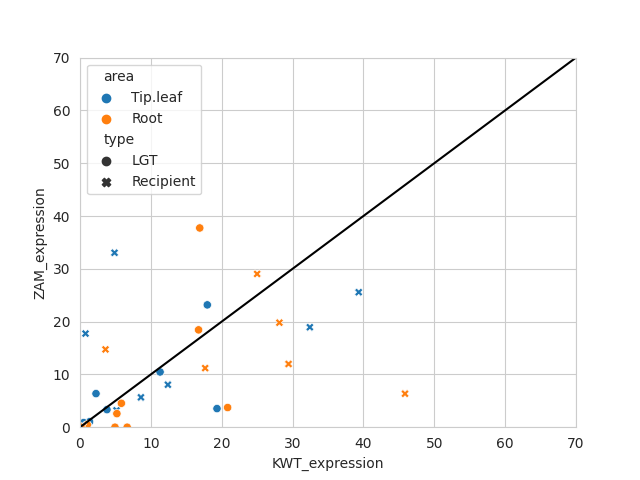 area
Tip.leaf
Root
type
LGT
Recipient
ZAM_expression
70
60
50
40
30
20
10
0
0 10 20 30 40 50 60 70
KWT_expression